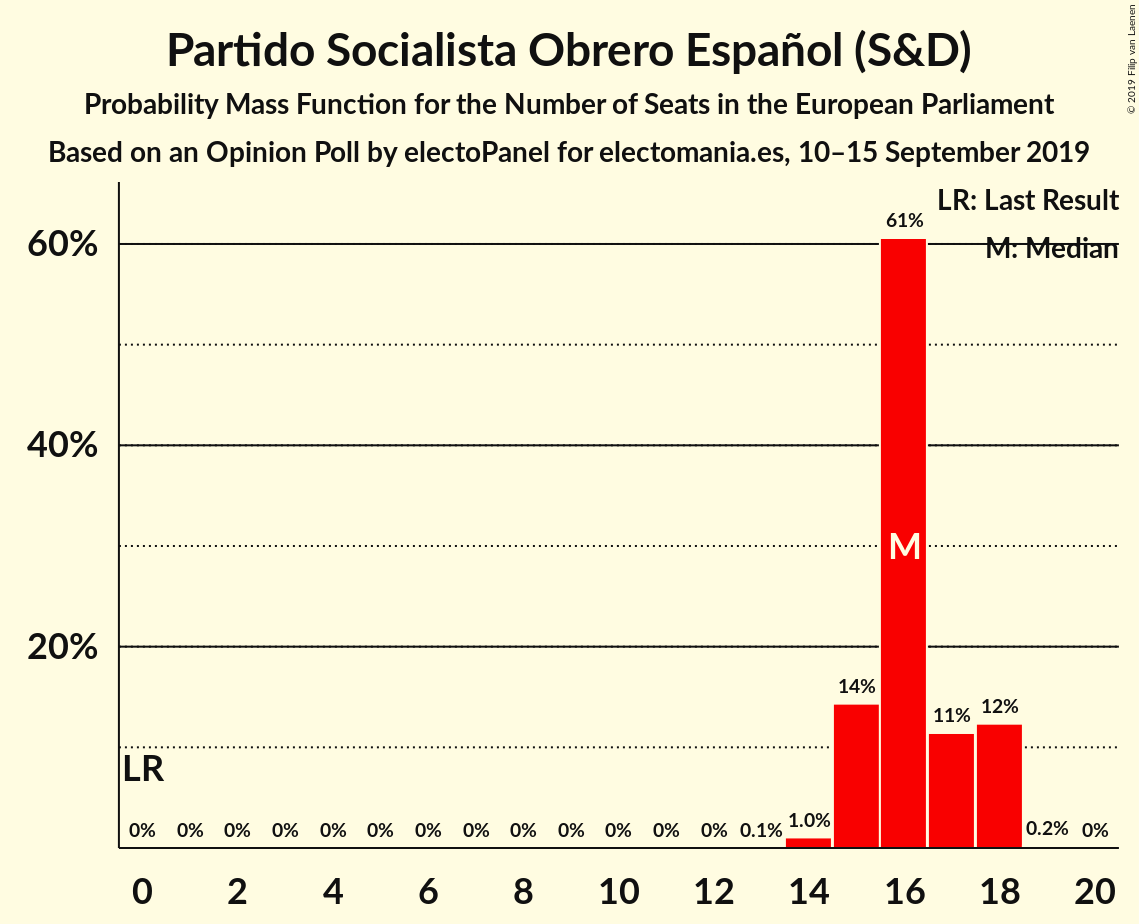 Partido Socialista Obrero Español (S&D)
Probability Mass Function for the Number of Seats in the European Parliament
Based on an Opinion Poll by electoPanel for electomania.es, 10–15 September 2019
© 2019 Filip van Laenen
LR: Last Result
M: Median
60%
40%
20%
61%
M
14%
11%
12%
LR
0% 0% 0% 0% 0% 0% 0% 0% 0% 0% 0% 0% 0% 0.1% 1.0% 0.2% 0%
0 2 4 6 8 10 12 14 16 18 20